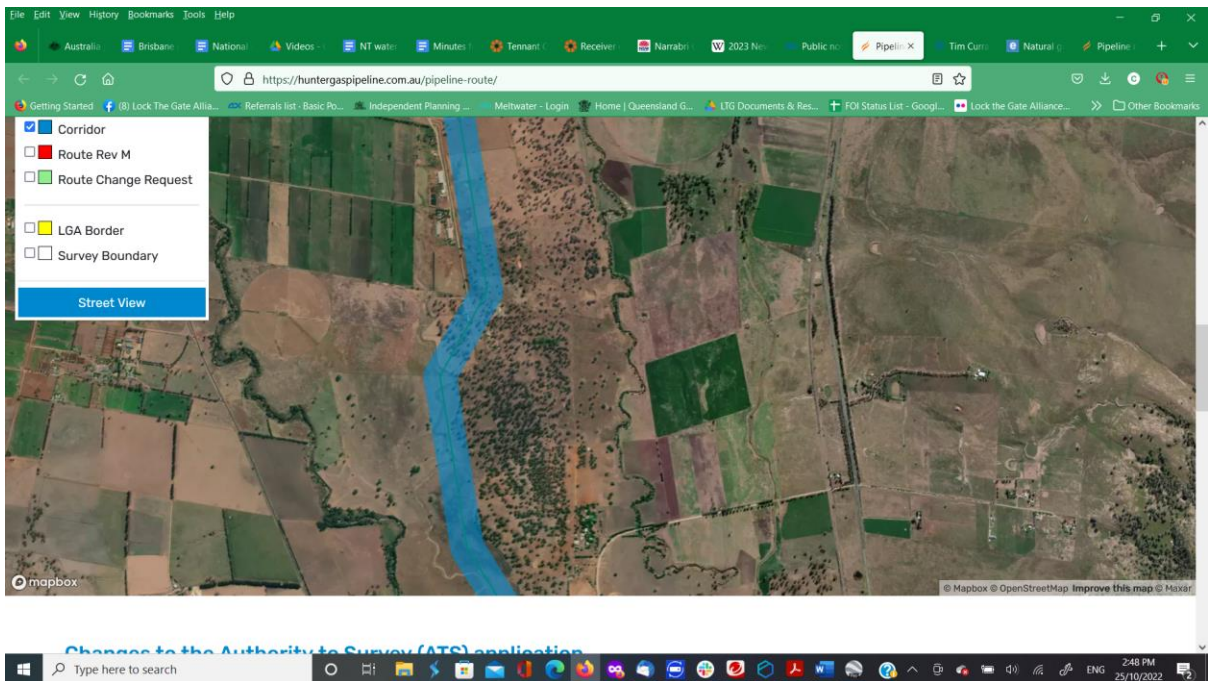 File Edit View History Bookmarks Tools Help
Australia Brisbane National Videos - NT water Minutes Tennant Receiver Narrabri 2023 Public no Pipelin Tim Curra Natural g Pipeline
https://huntergaspipeline.com.au/pipeline-route/
Getting Started (8) Lock The Gate Allia... Referrals list - Basic Po... Independent Planning ... Meltwater - Login Home | Queensland G... LTG Documents & Res... FOI Status List - Googl... Lock the Gate Alliance... Other Bookmarks
Corridor
Route Rev M
Route Change Request
LGA Border
Survey Boundary
Street View
mapbox
© Mapbox © OpenStreetMap Improve this map © Maxar
Changes to the Authority to Survey (ATS) application
Type here to search
ENG
2:48 PM
25/10/2022